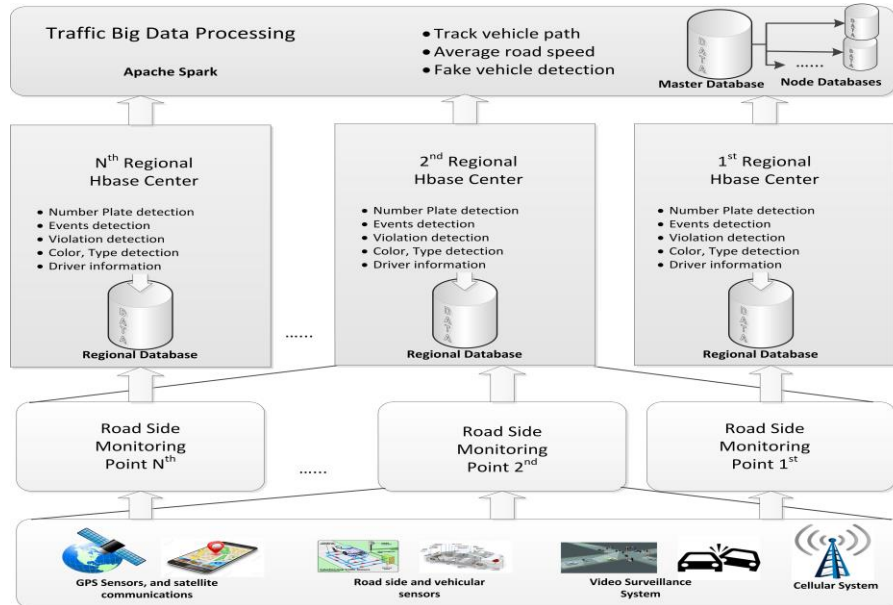 Traffic Big Data Processing
Apache Spark
• Track vehicle path
• Average road speed
• Fake vehicle detection
DATA
DATA
DATA
......
Master Database
Node Databases
Nth Regional
Hbase Center
• Number Plate detection
• Events detection
• Violation detection
• Color, Type detection
• Driver information
DATA
Regional Database
......
2nd Regional
Hbase Center
• Number Plate detection
• Events detection
• Violation detection
• Color, Type detection
• Driver information
DATA
Regional Database
1st Regional
Hbase Center
• Number Plate detection
• Events detection
• Violation detection
• Color, Type detection
• Driver information
DATA
Regional Database
Road Side
Monitoring
Point Nth
......
Road Side
Monitoring
Point 2nd
Road Side
Monitoring
Point 1st
GPS Sensors, and satellite
communications
Road side and vehicular
sensors
Video Surveillance
System
Cellular System